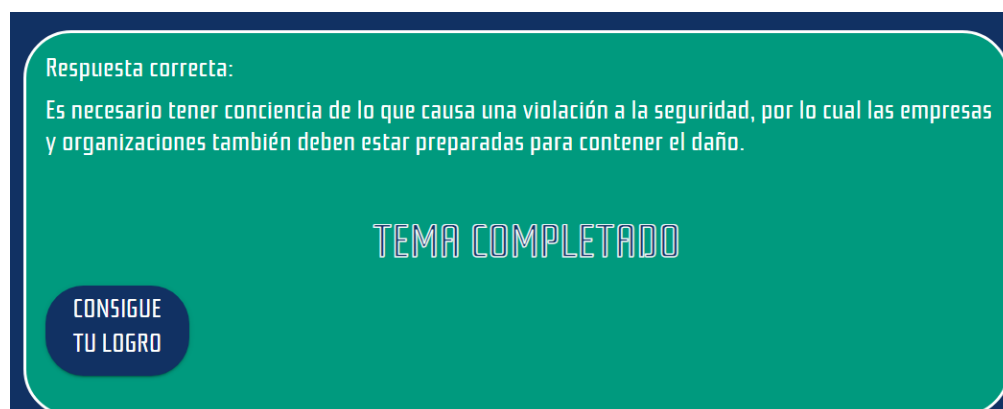 Respuesta correcta:
Es necesario tener conciencia de lo que causa una violación a la seguridad, por lo cual las empresas
y organizaciones también deben estar preparadas para contener el daño.
TEMA COMPLETADO
CONSIGUE
TU LOGRO